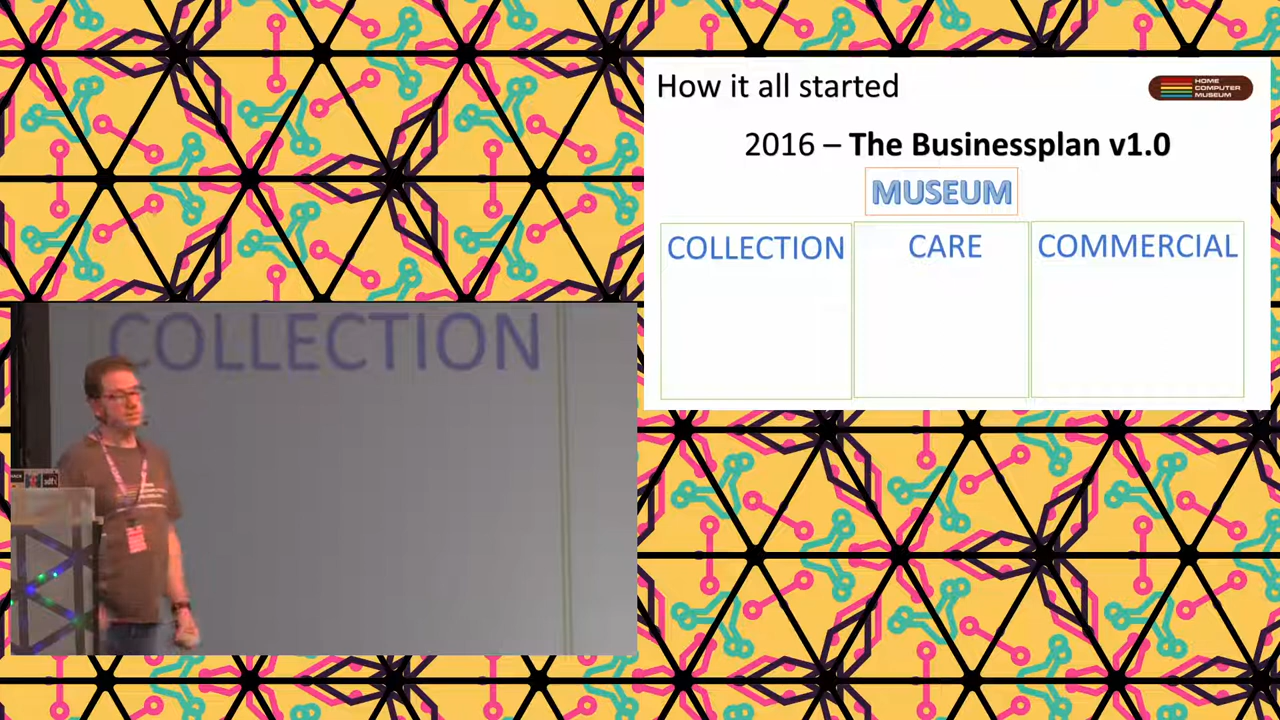 How it all started
HOME
COMPUTER
MUSEUM
2016 – The Businessplan v1.0
MUSEUM
COLLECTION
CARE
COMMERCIAL
COLLECTION